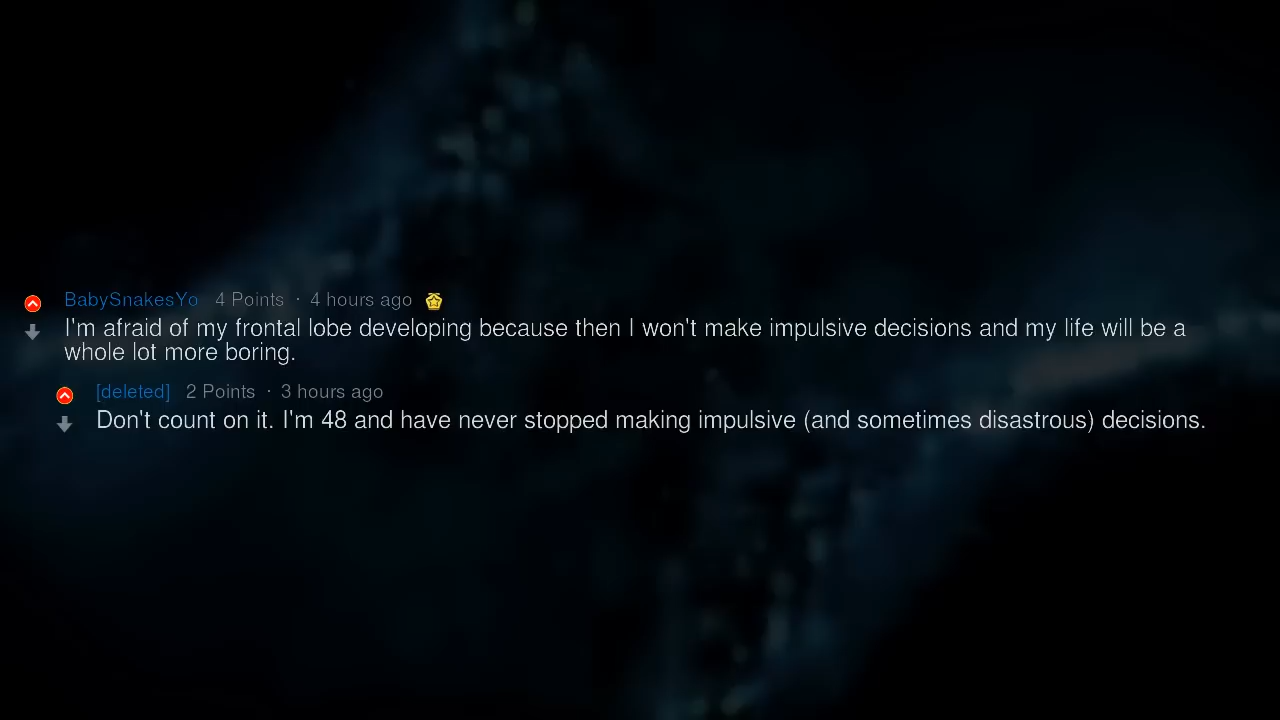 BabySnakesYo 4 Points · 4 hours ago
I'm afraid of my frontal lobe developing because then I won't make impulsive decisions and my life will be a
whole lot more boring.
[deleted] 2 Points · 3 hours ago
Don't count on it. I'm 48 and have never stopped making impulsive (and sometimes disastrous) decisions.